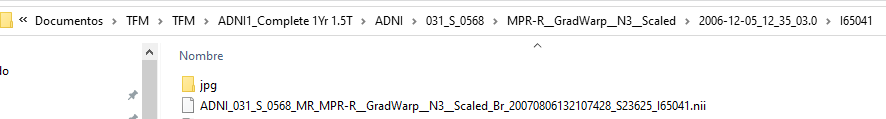 « Documentos > TFM > TFM > ADNI1_Complete 1Yr 1.5T > ADNI > 031_S_0568 > MPR-R__GradWarp__N3__Scaled > 2006-12-05_12_35_03.0 > I65041
Nombre
lo
jpg
ADNI_031_S_0568_MR_MPR-R__GradWarp__N3__Scaled_Br_20070806132107428_S23625_I65041.nii